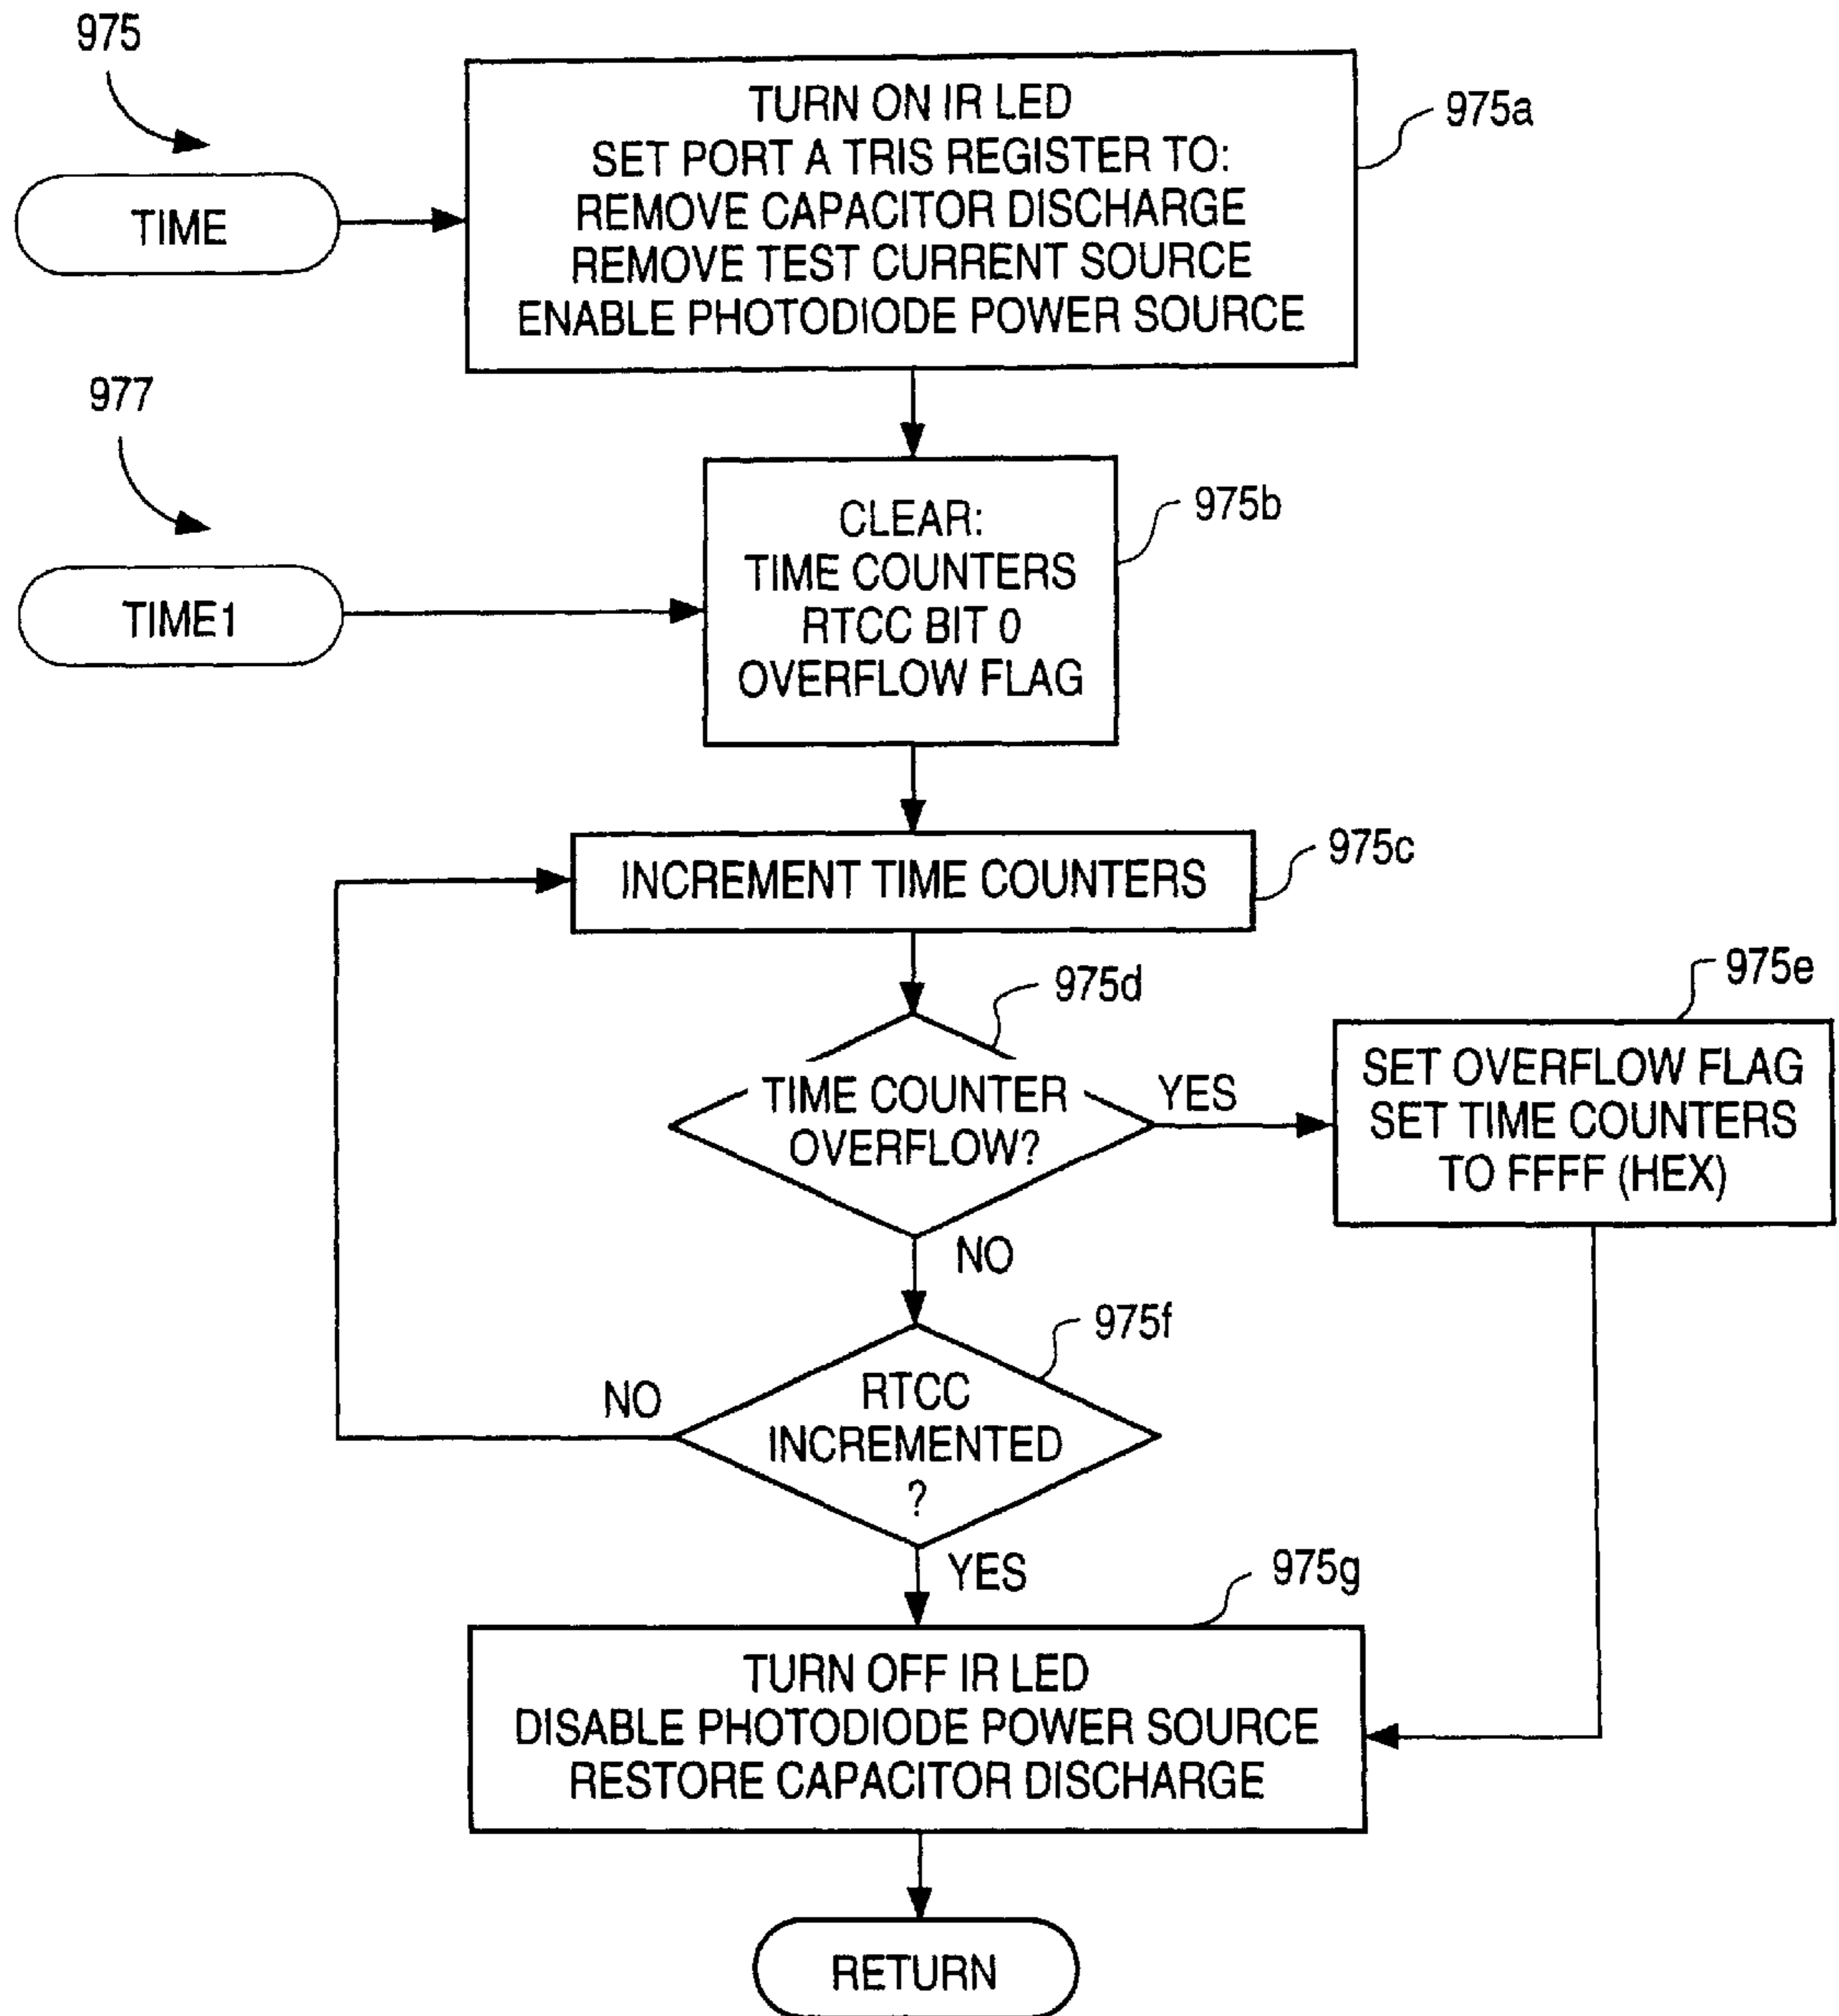 975
TURN ON IR LED
SET PORT A TRIS REGISTER TO:
REMOVE CAPACITOR DISCHARGE
REMOVE TEST CURRENT SOURCE
ENABLE PHOTODIODE POWER SOURCE
975a
TIME
977
CLEAR:
TIME COUNTERS
RTCC BIT 0
OVERFLOW FLAG
975b
TIME1
INCREMENT TIME COUNTERS
975c
975d
TIME COUNTER
OVERFLOW?
YES
975e
SET OVERFLOW FLAG
SET TIME COUNTERS
TO FFFF (HEX)
NO
975f
RTCC
INCREMENTED
?
NO
YES
975g
TURN OFF IR LED
DISABLE PHOTODIODE POWER SOURCE
RESTORE CAPACITOR DISCHARGE
RETURN